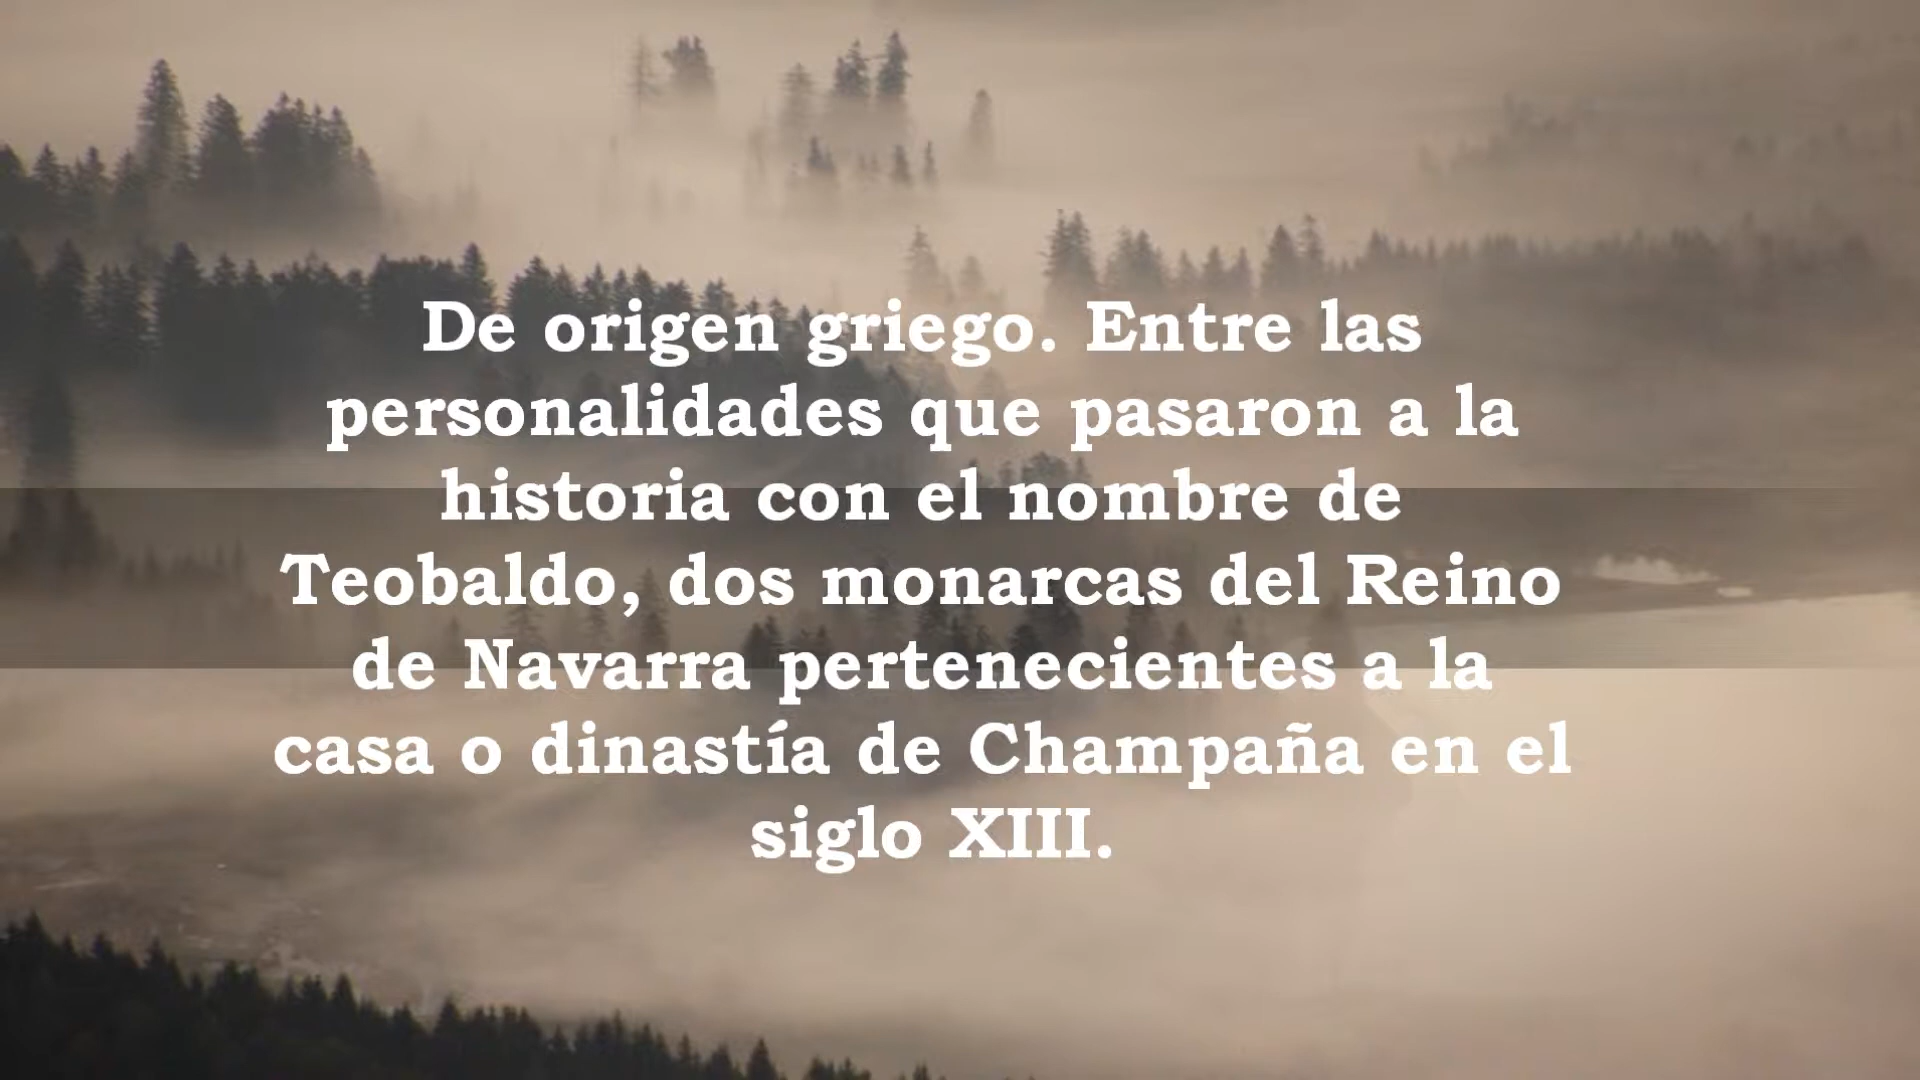 De origen griego. Entre las
personalidades que pasaron a la
historia con el nombre de
Teobaldo, dos monarcas del Reino
de Navarra pertenecientes a la
casa o dinastía de Champaña en el
siglo XIII.